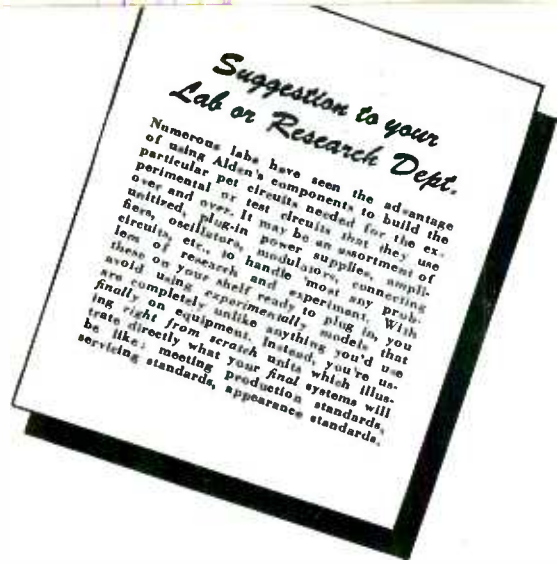 Suggestion to your
Lab or Research Dept.
Numerous labs have seen the advantage
of using Alden's components to build the
particular pet circuits needed for the ex-
perimental or test circuits that they use
over and over. It may be an assortment of
unitized, plug-in power supplies, ampli-
fiers, oscillators, modulators, connecting
circuits, etc., to handle 'most any prob-
lem of research and experiment. With
these on your shelf ready to plug in, you
avoid using experimentally models that
are completely unlike anything you'd use
finally on equipment. Instead, you're us-
ing right from scratch units which illus-
trate directly what your final systems will
be like: meeting production standards,
servicing standards, appearance standards.